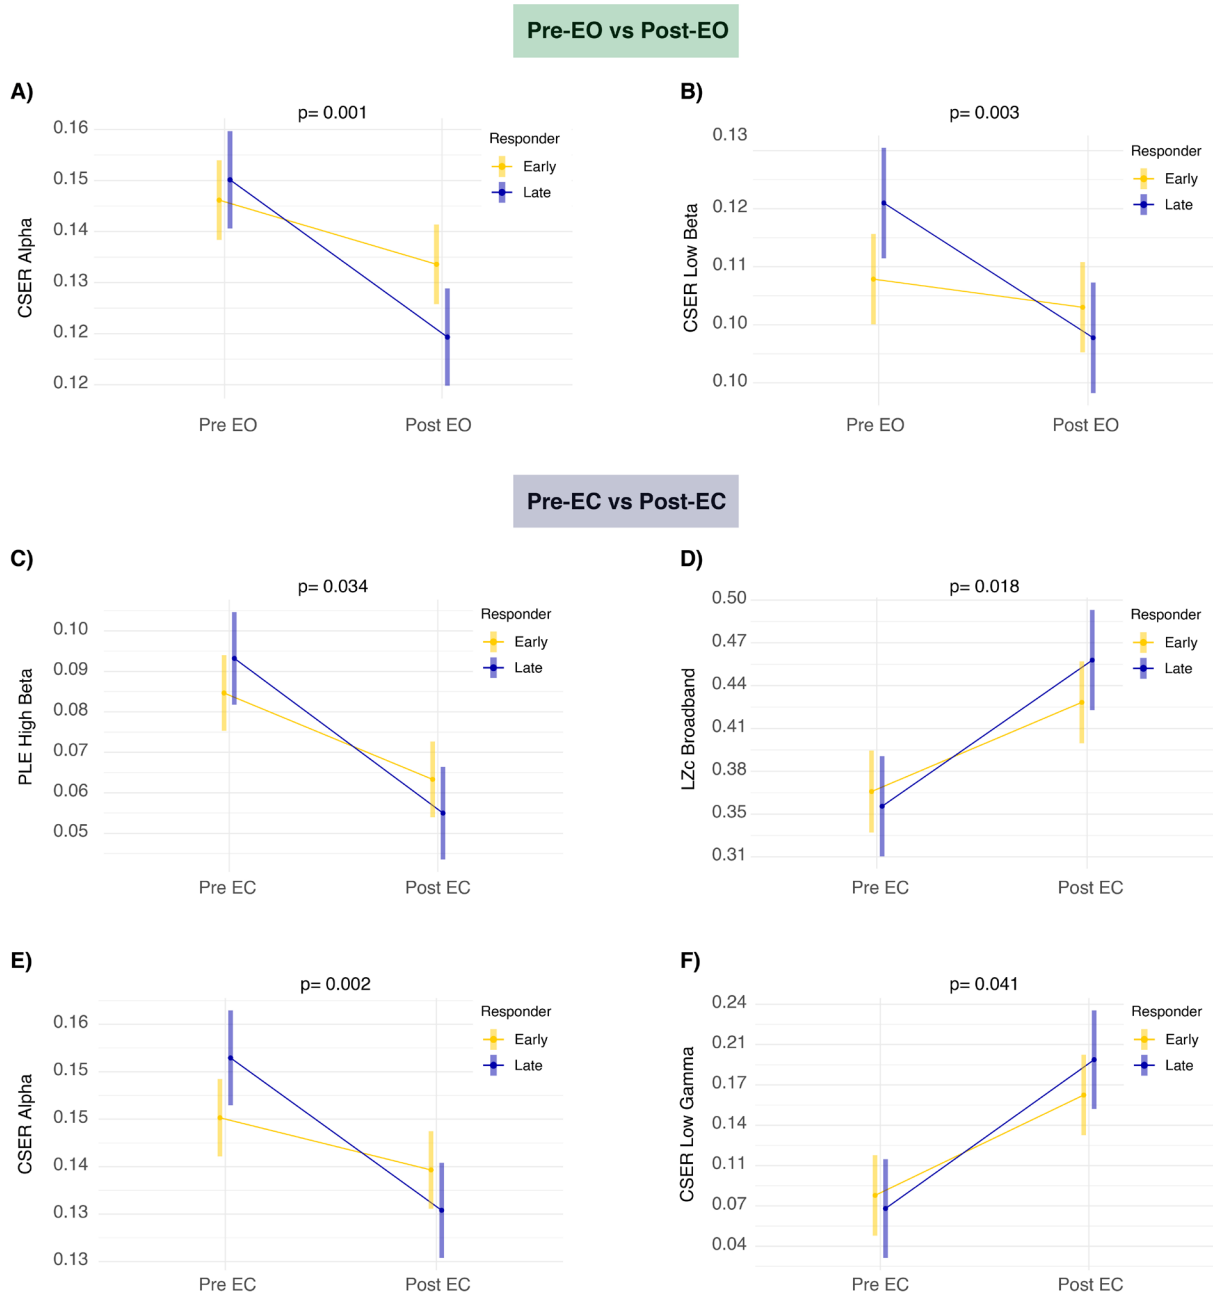 Pre-EO vs Post-EO
A)
p= 0.001
CSER Alpha
0.16
0.15
0.14
0.13
0.12
0.12
Pre EO
Post EO
Responder
Early
Late
B)
p= 0.003
CSER Low Beta
0.13
0.12
0.11
0.10
0.10
Pre EO
Post EO
Responder
Early
Late
Pre-EC vs Post-EC
C)
p= 0.034
PLE High Beta
0.10
0.09
0.08
0.07
0.06
0.05
Pre EC
Post EC
Responder
Early
Late
D)
p= 0.018
LZc Broadband
0.50
0.47
0.44
0.41
0.38
0.35
0.31
Pre EC
Post EC
Responder
Early
Late
E)
p= 0.002
CSER Alpha
0.16
0.15
0.15
0.14
0.13
0.13
Pre EC
Post EC
Responder
Early
Late
F)
p= 0.041
CSER Low Gamma
0.24
0.21
0.17
0.14
0.11
0.07
0.04
Pre EC
Post EC
Responder
Early
Late